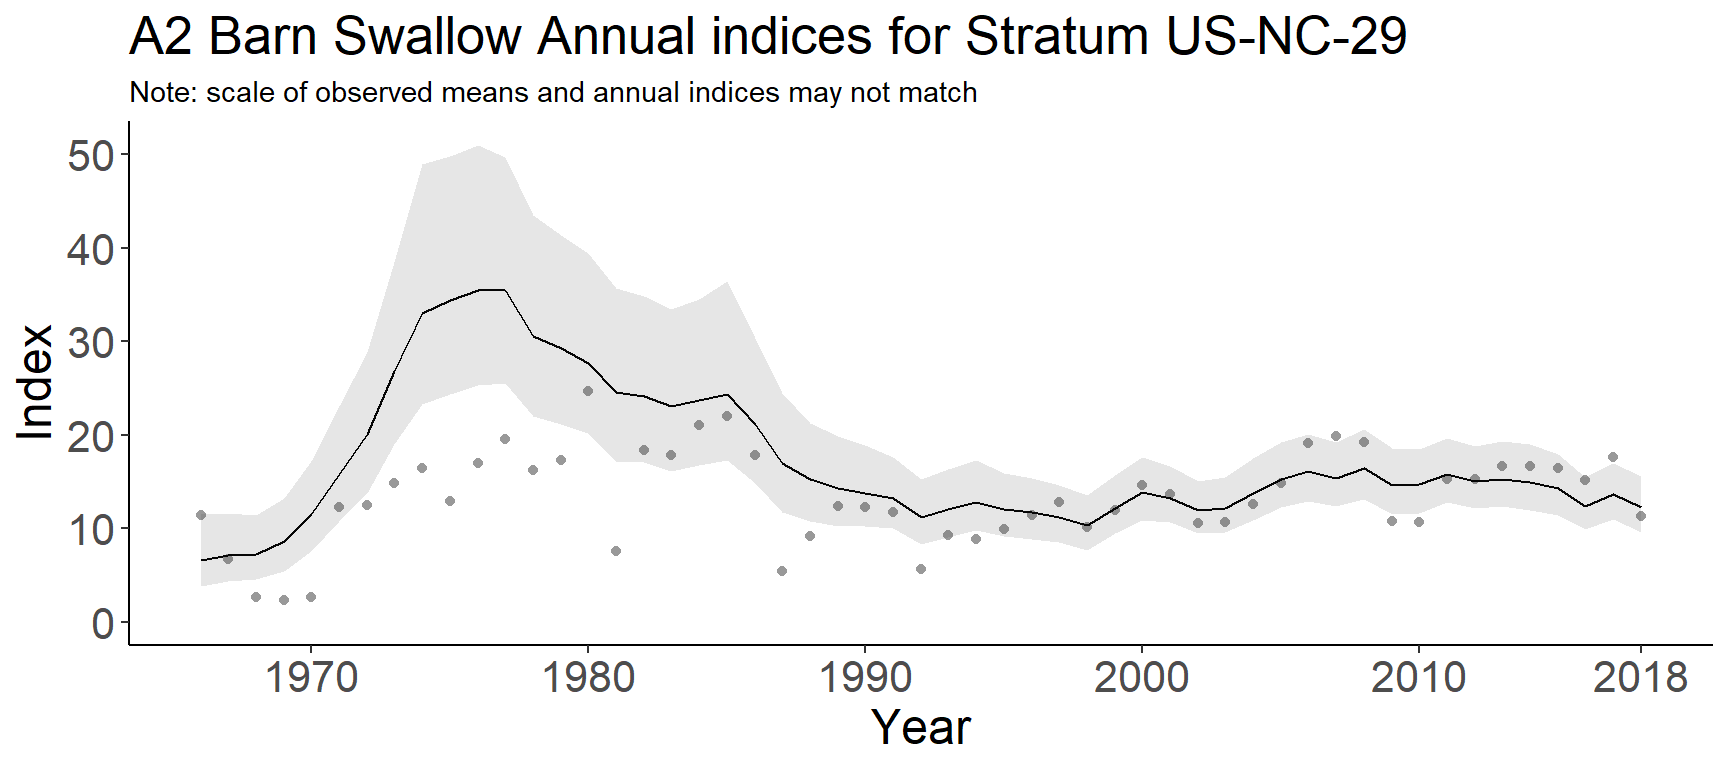 A2 Barn Swallow Annual indices for Stratum US-NC-29
Note: scale of observed means and annual indices may not match
50
40
30
20
10
0
Index
1970 1980 1990 2000 2010 2018
Year